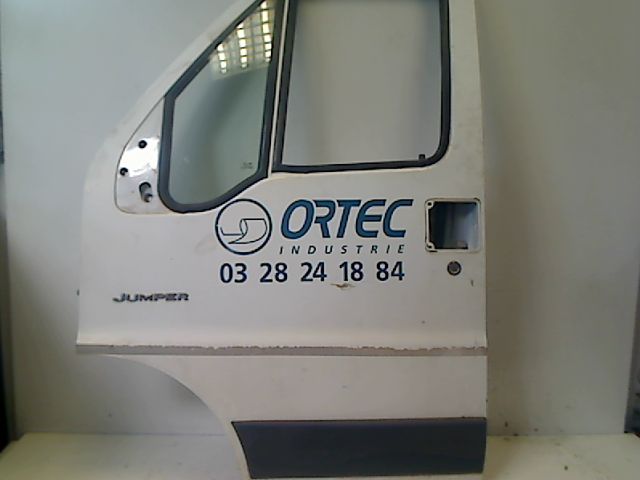 ORTEC
INDUSTRIE
03 28 24 18 84
JUMPER